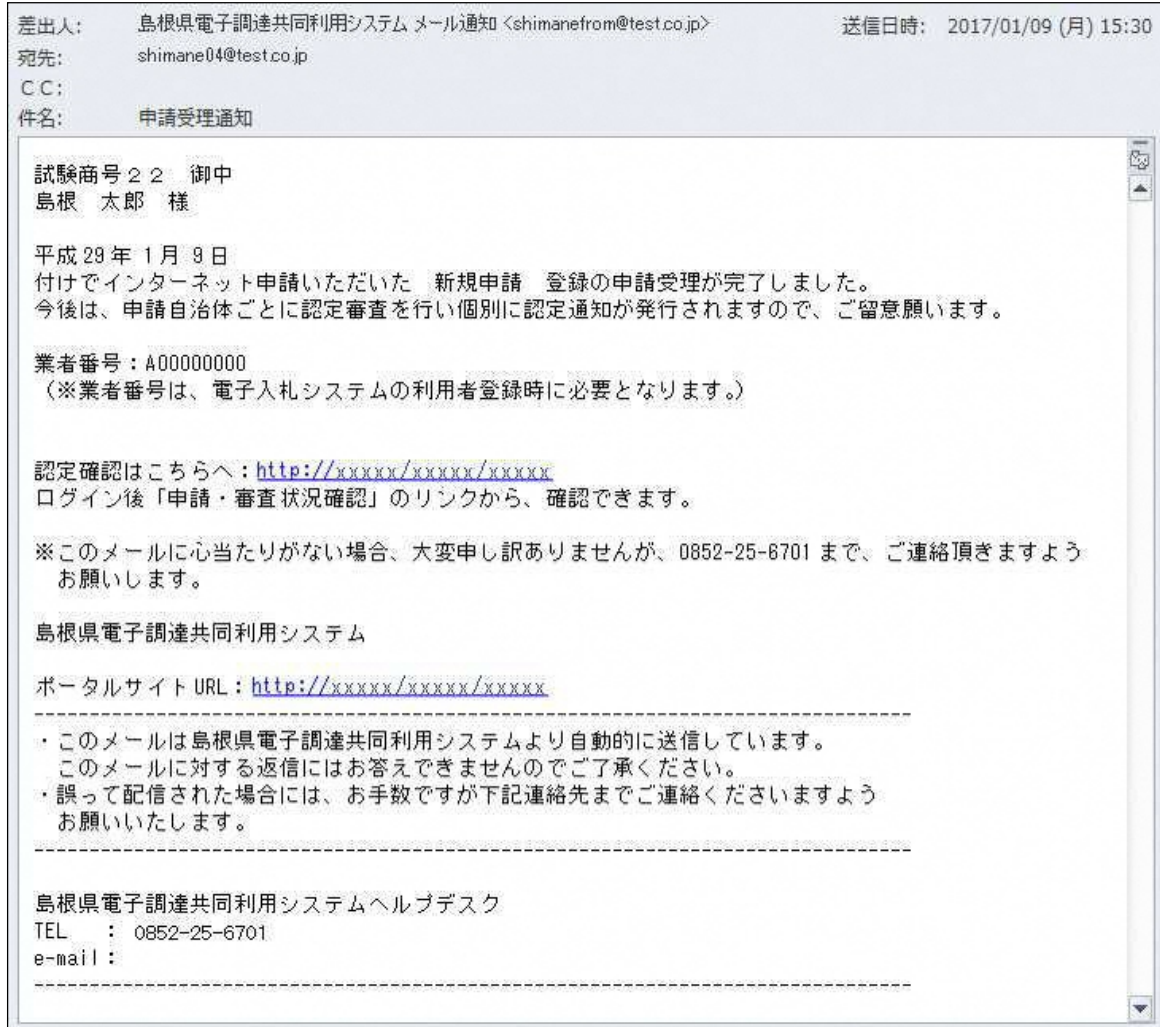 差出人: 島根県電子調達共同利用システム メール通知 <shimanefrom@test.co.jp> 送信日時: 2017/01/09 (月) 15:30
宛先: shimane04@test.co.jp
CC:
件名: 申請受理通知
試験商号22 御中
島根 太郎 様
平成29年 1月 9日
付けでインターネット申請いただいた 新規申請 登録の申請受理が完了しました。
今後は、申請自治体ごとに認定審査を行い個別に認定通知が発行されますので、ご留意願います。
業者番号：A00000000
（※業者番号は、電子入札システムの利用者登録時に必要となります。）
認定確認はこちらへ：http://xxxxx/xxxxx/xxxxx
ログイン後「申請・審査状況確認」のリンクから、確認できます。
※このメールに心当たりがない場合、大変申し訳ありませんが、0852-25-6701 まで、ご連絡頂きますよう
お願いします。
島根県電子調達共同利用システム
ポータルサイトURL：http://xxxxx/xxxxx/xxxxx
--------------------------------------------------------------------------------
・このメールは島根県電子調達共同利用システムより自動的に送信しています。
このメールに対する返信にはお答えできませんのでご了承ください。
・誤って配信された場合には、お手数ですが下記連絡先までご連絡くださいますよう
お願いいたします。
--------------------------------------------------------------------------------
島根県電子調達共同利用システムヘルプデスク
TEL ： 0852-25-6701
e-mail：
--------------------------------------------------------------------------------